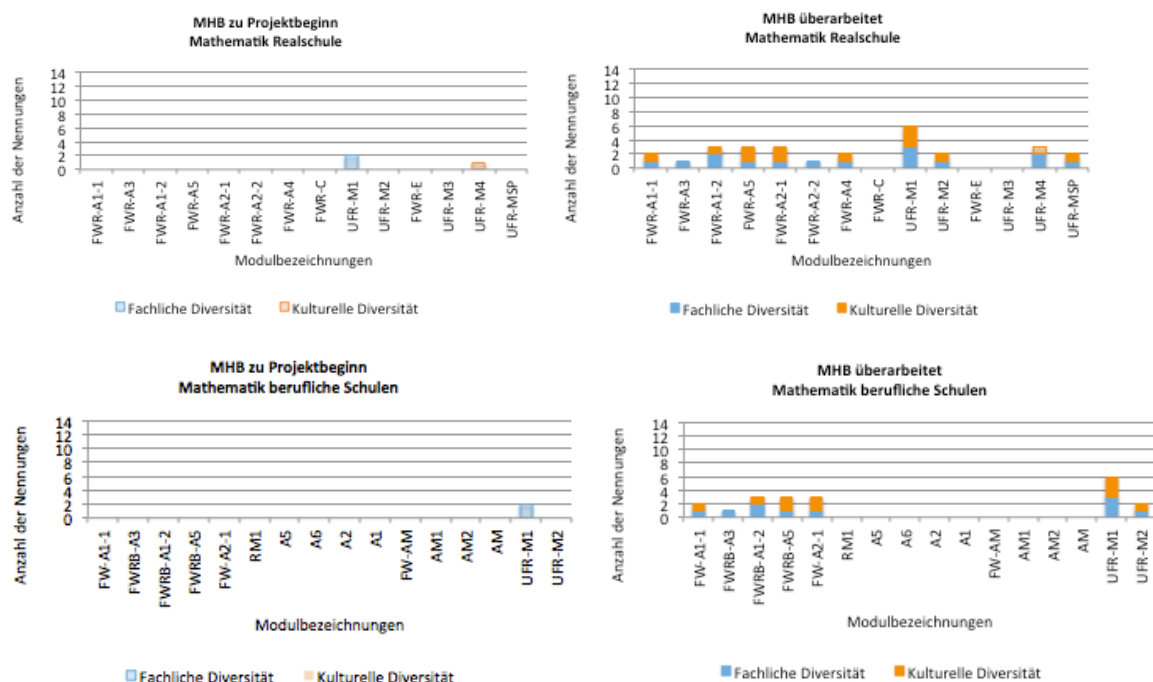 MHB zu Projektbeginn
Mathematik Realschule
Anzahl der Nennungen
14
12
10
8
6
4
2
0
FWR-A1-1
FWR-A3
FWR-A1-2
FWR-A5
FWR-A2-1
FWR-A2-2
FWR-A4
FWR-C
UFR-M1
UFR-M2
FWR-E
UFR-M3
UFR-M4
UFR-MSP
Modulbezeichnungen
Fachliche Diversität
Kulturelle Diversität
MHB überarbeitet
Mathematik Realschule
Anzahl der Nennungen
14
12
10
8
6
4
2
0
FWR-A1-1
FWR-A3
FWR-A1-2
FWR-A5
FWR-A2-1
FWR-A2-2
FWR-A4
FWR-C
UFR-M1
UFR-M2
FWR-E
UFR-M3
UFR-M4
UFR-MSP
Modulbezeichnungen
Fachliche Diversität
Kulturelle Diversität
MHB zu Projektbeginn
Mathematik berufliche Schulen
Anzahl der Nennungen
14
12
10
8
6
4
2
0
FW-A1-1
FWRB-A3
FWRB-A1-2
FWRB-A5
FW-A2-1
RM1
A5
A6
A2
A1
FW-AM
AM1
AM2
AM
UFR-M1
UFR-M2
Modulbezeichnungen
Fachliche Diversität
Kulturelle Diversität
MHB überarbeitet
Mathematik berufliche Schulen
Anzahl der Nennungen
14
12
10
8
6
4
2
0
FW-A1-1
FWRB-A3
FWRB-A1-2
FWRB-A5
FW-A2-1
RM1
A5
A6
A2
A1
FW-AM
AM1
AM2
AM
UFR-M1
UFR-M2
Modulbezeichnungen
Fachliche Diversität
Kulturelle Diversität